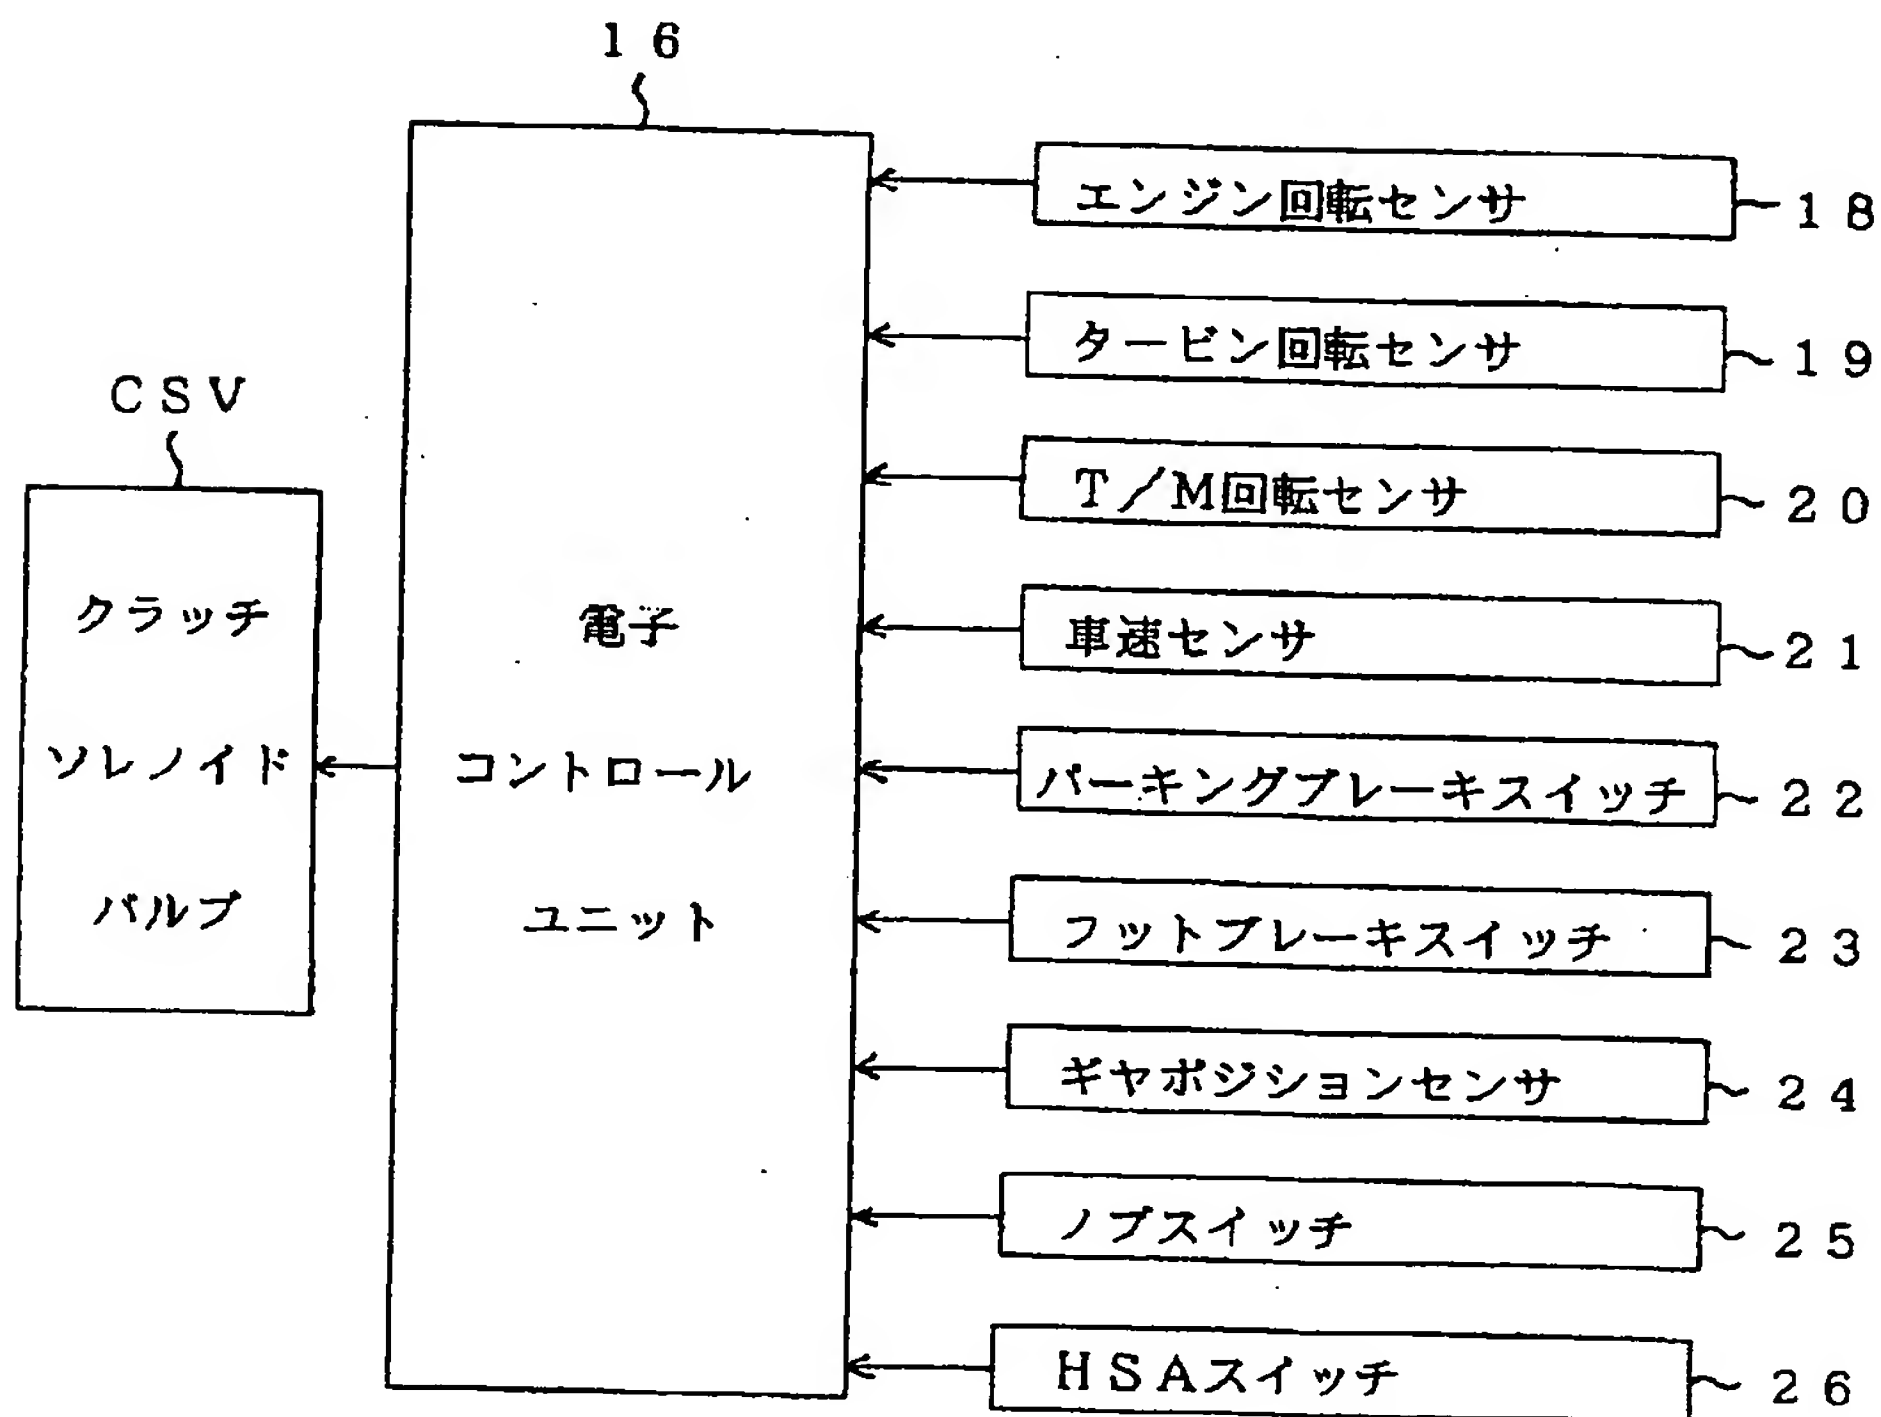 16
エンジン回転センサ
18
タービン回転センサ
19
CSV
T/M回転センサ
20
クラッチ
ソレノイド
バルブ
電子
コントロール
ユニット
車速センサ
21
パーキングブレーキスイッチ
22
フットブレーキスイッチ
23
ギヤポジションセンサ
24
ノブスイッチ
25
HSAスイッチ
26